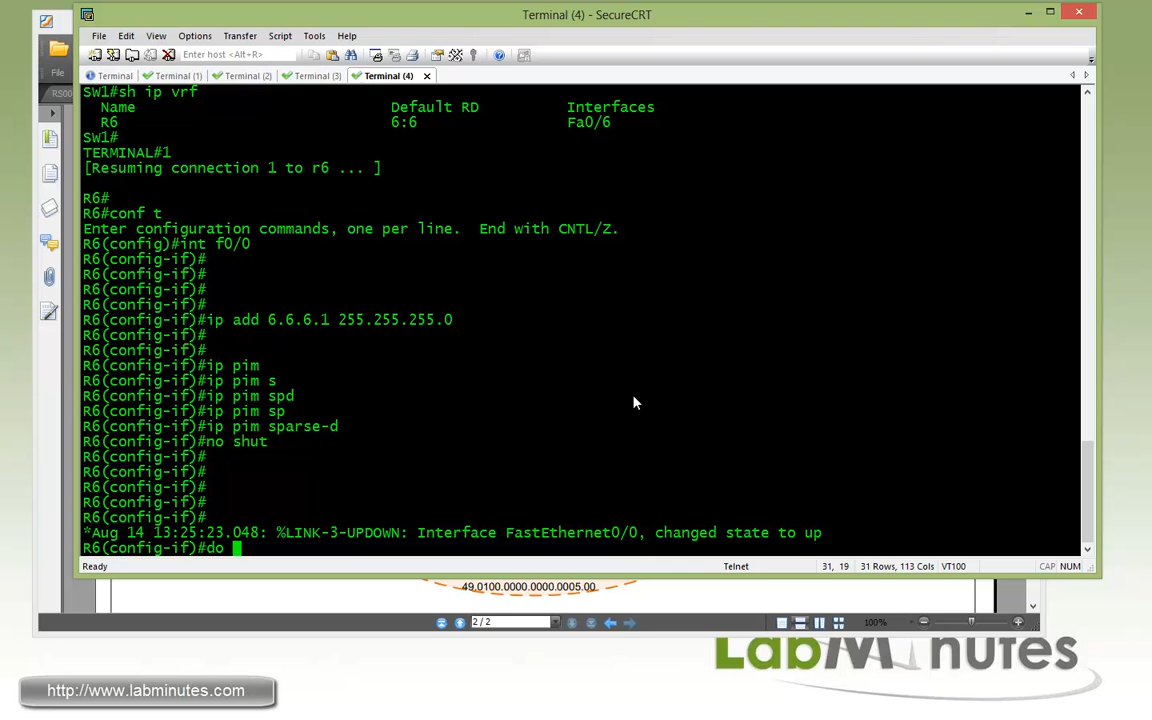 Terminal (4) - SecureCRT
File Edit View Options Transfer Script Tools Help
Enter host <Alt+R>
File
Terminal Terminal (1) Terminal (2) Terminal (3) Terminal (4)
RS00
SW1#sh ip vrf
Name Default RD Interfaces
R6 6:6 Fa0/6
SW1#
TERMINAL#1
[Resuming connection 1 to r6 ... ]
R6#
R6#conf t
Enter configuration commands, one per line. End with CNTL/Z.
R6(config)#int f0/0
R6(config-if)#
R6(config-if)#
R6(config-if)#
R6(config-if)#
R6(config-if)#ip add 6.6.6.1 255.255.255.0
R6(config-if)#
R6(config-if)#
R6(config-if)#ip pim
R6(config-if)#ip pim s
R6(config-if)#ip pim spd
R6(config-if)#ip pim sp
R6(config-if)#ip pim sparse-d
R6(config-if)#no shut
R6(config-if)#
R6(config-if)#
R6(config-if)#
R6(config-if)#
*Aug 14 13:25:23.048: %LINK-3-UPDOWN: Interface FastEthernet0/0, changed state to up
R6(config-if)#do
Ready Telnet 31, 19 31 Rows, 113 Cols VT100 CAP NUM
49.0100.0000.0000.0005.00
2 / 2 100%
LabMinutes
http://www.labminutes.com